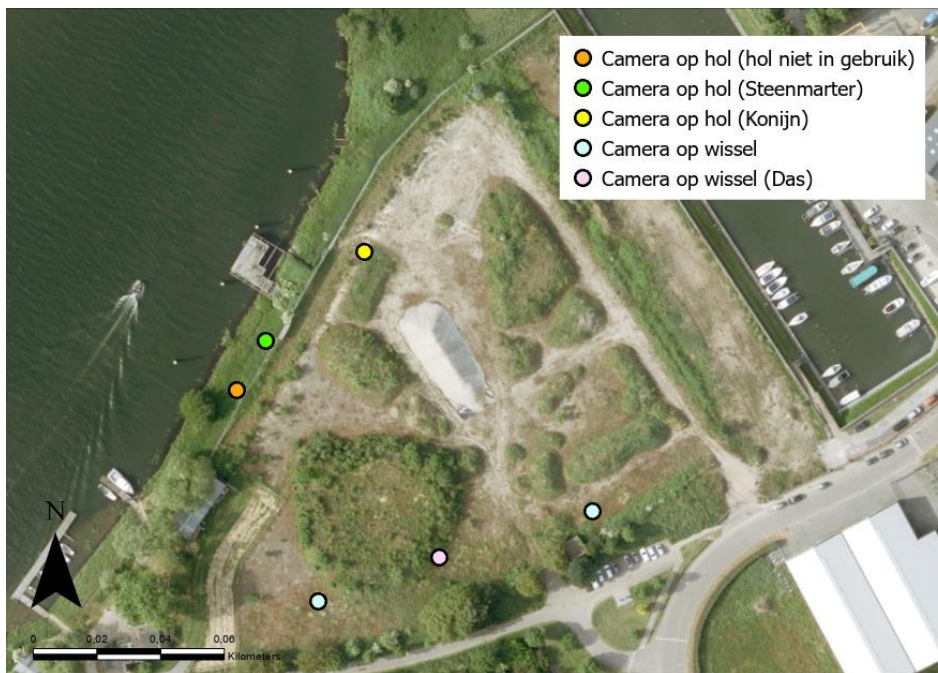 Camera op hol (hol niet in gebruik)
Camera op hol (Steenmarter)
Camera op hol (Konijn)
Camera op wissel
Camera op wissel (Das)
N
0 0,02 0,04 0,06
Kilometers